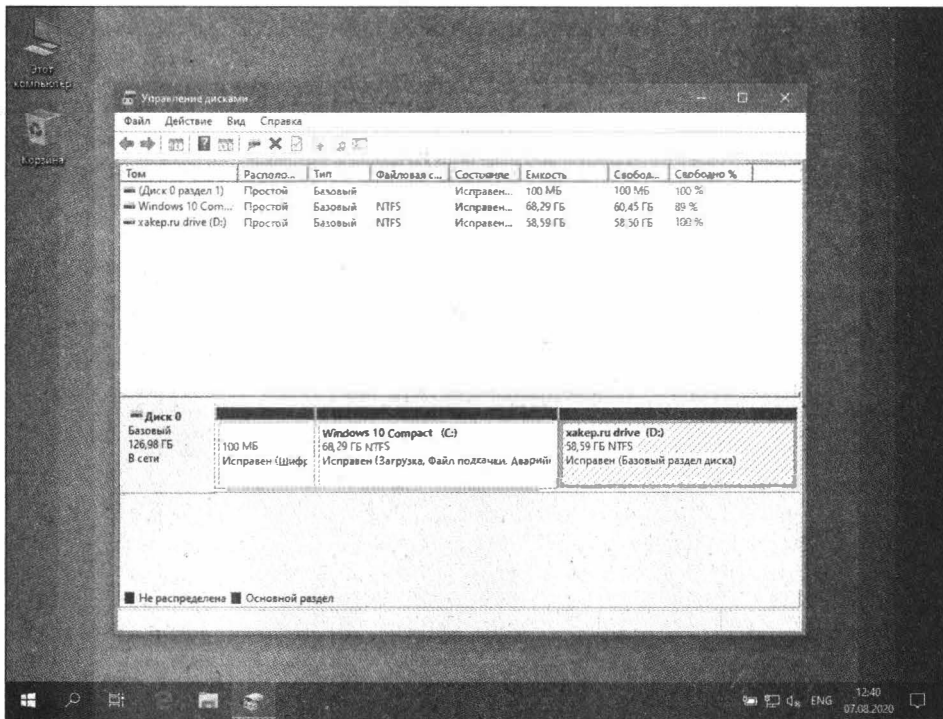 Этот
компьютер
Корзина
Управление дисками
Файл Действие Вид Справка
Том Располо... Тип Файловая с... Состояние Емкость Свобод... Свободно %
(Диск 0 раздел 1) Простой Базовый Исправен... 100 МБ 100 МБ 100 %
Windows 10 Com... Простой Базовый NTFS Исправен... 68,29 ГБ 60,45 ГБ 89 %
xakep.ru drive (D:) Простой Базовый NTFS Исправен... 58,59 ГБ 58,50 ГБ 100 %
Диск 0
Базовый
126,98 ГБ
В сети
100 МБ
Исправен (Шифр
Windows 10 Compact (C:)
68,29 ГБ NTFS
Исправен (Загрузка, Файл подкачки, Аварийн
xakep.ru drive (D:)
58,59 ГБ NTFS
Исправен (Базовый раздел диска)
Не распределена Основной раздел
ENG 12:40
07.08.2020